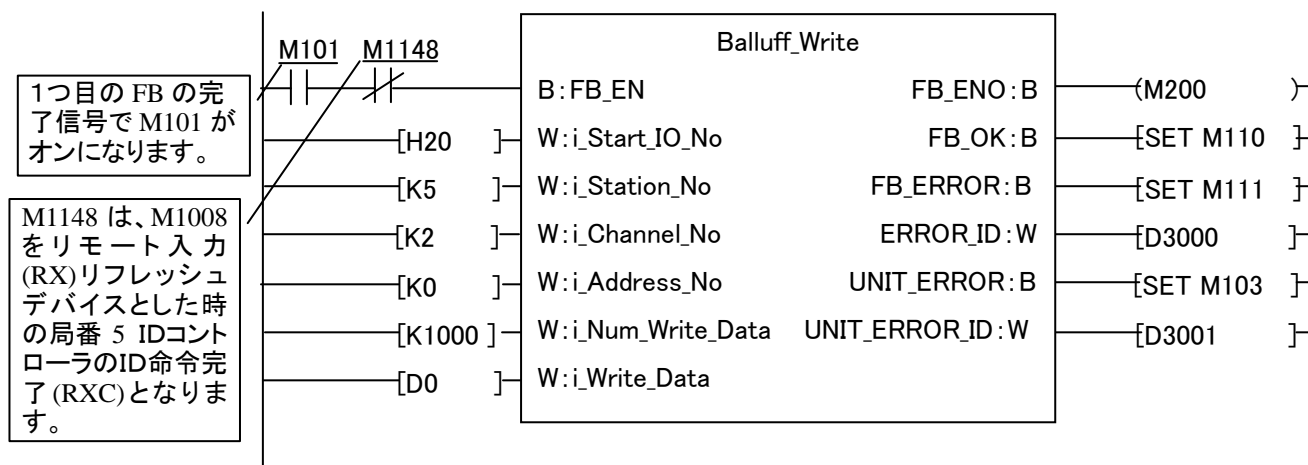 M101 M1148
Balluff_Write
1つ目の FB の完
了信号で M101 が
オンになります。
B:FB_EN FB_ENO:B (M200 )
[H20 ] W:i_Start_IO_No FB_OK:B [SET M110 ]
[K5 ] W:i_Station_No FB_ERROR:B [SET M111 ]
M1148 は、M1008
をリモート入力
(RX)リフレッシュ
デバイスとした時
の局番 5 IDコント
ローラのID命令完
了(RXC)となりま
す。
[K2 ] W:i_Channel_No ERROR_ID:W [D3000 ]
[K0 ] W:i_Address_No UNIT_ERROR:B [SET M103 ]
[K1000 ] W:i_Num_Write_Data UNIT_ERROR_ID:W [D3001 ]
[D0 ] W:i_Write_Data